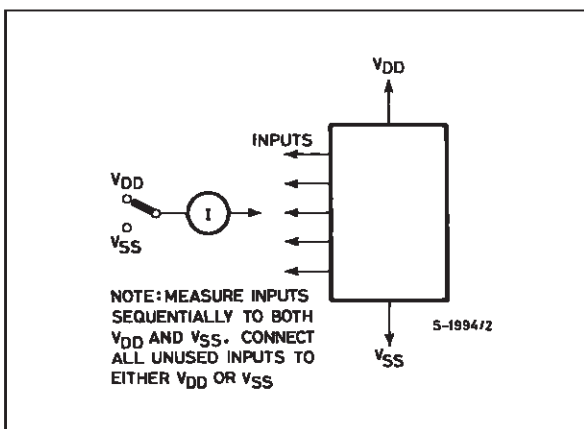 VDD
INPUTS
VDD
I
VSS
NOTE: MEASURE INPUTS
SEQUENTIALLY TO BOTH
VDD AND VSS. CONNECT
ALL UNUSED INPUTS TO
EITHER VDD OR VSS
S-1994/2
VSS